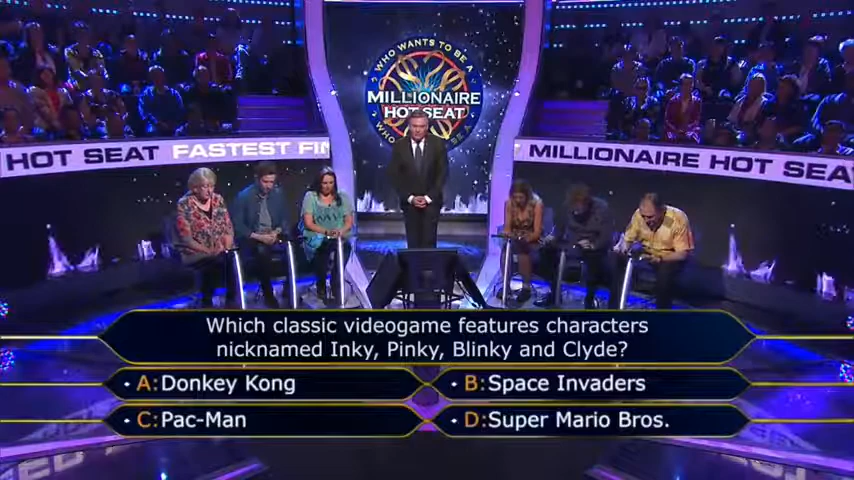 WHO WANTS TO BE A
MILLIONAIRE
HOT SEAT
HOT SEAT
FASTEST FIN
MILLIONAIRE HOT SEAT
Which classic videogame features characters
nicknamed Inky, Pinky, Blinky and Clyde?
A: Donkey Kong
B: Space Invaders
C: Pac-Man
D: Super Mario Bros.